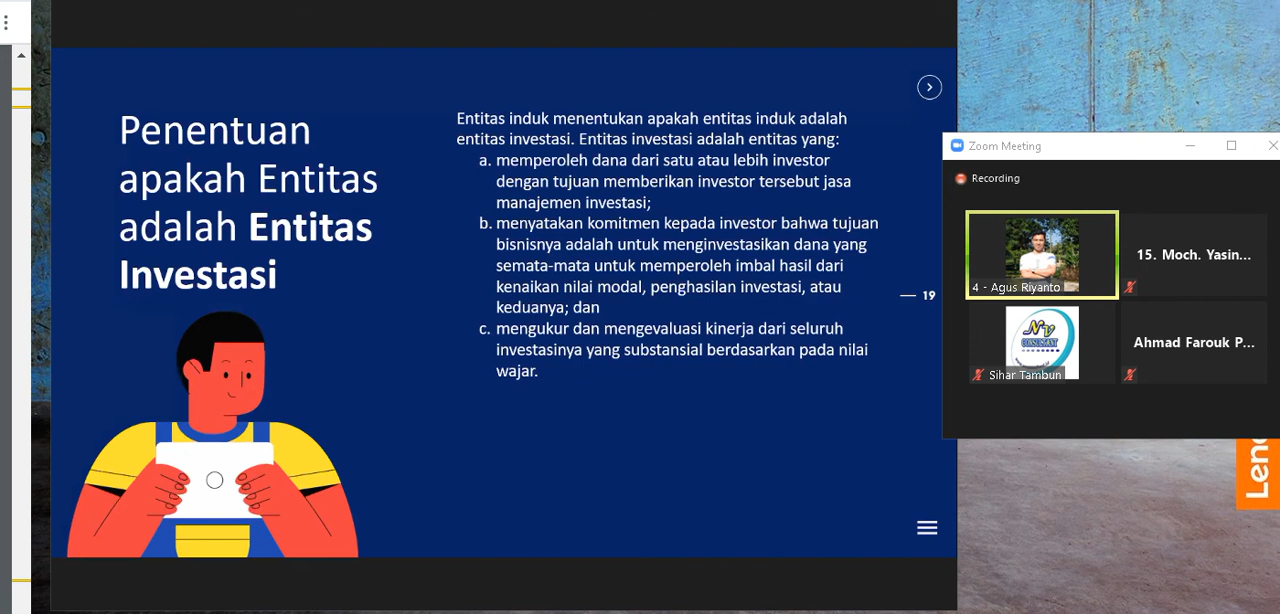 Penentuan
apakah Entitas
adalah Entitas
Investasi
Entitas induk menentukan apakah entitas induk adalah
entitas investasi. Entitas investasi adalah entitas yang:
a. memperoleh dana dari satu atau lebih investor
dengan tujuan memberikan investor tersebut jasa
manajemen investasi;
b. menyatakan komitmen kepada investor bahwa tujuan
bisnisnya adalah untuk menginvestasikan dana yang
semata-mata untuk memperoleh imbal hasil dari
kenaikan nilai modal, penghasilan investasi, atau
keduanya; dan
c. mengukur dan mengevaluasi kinerja dari seluruh
investasinya yang substansial berdasarkan pada nilai
wajar.
19
Zoom Meeting
Recording
4 - Agus Riyanto
15. Moch. Yasin...
NV
CONSULTANT
Sihar Tambun
Ahmad Farouk P...
Leno